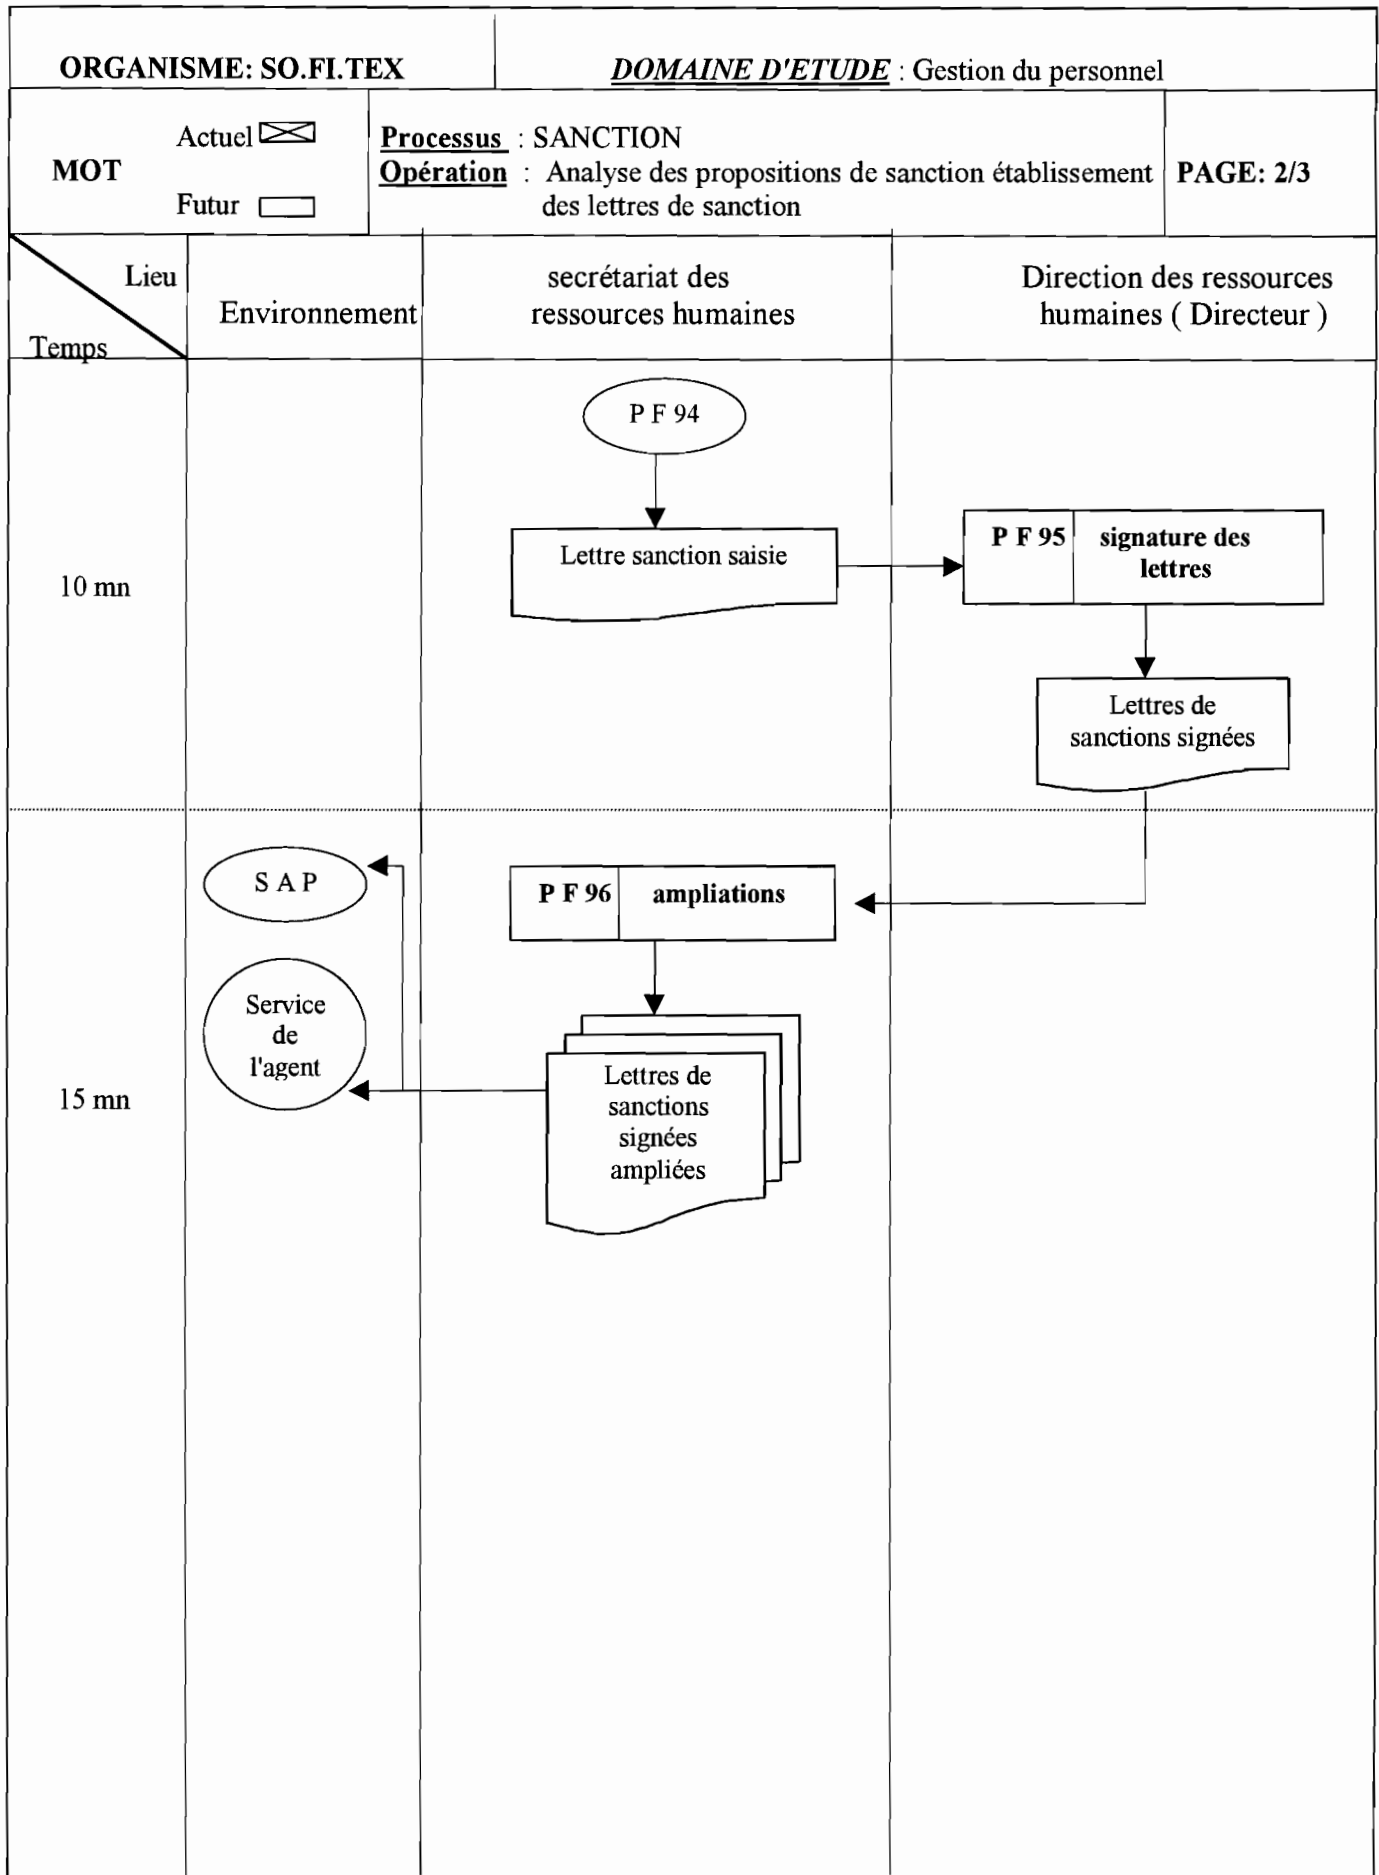 ORGANISME: SO.FI.TEX
DOMAINE D'ETUDE : Gestion du personnel
MOT
Actuel
Futur
Processus : SANCTION
Opération : Analyse des propositions de sanction établissement
des lettres de sanction
PAGE: 2/3
Lieu
Temps
Environnement
secrétariat des
ressources humaines
Direction des ressources
humaines ( Directeur )
P F 94
10 mn
Lettre sanction saisie
P F 95
signature des
lettres
Lettres de
sanctions signées
S A P
P F 96
ampliations
Service
de
l'agent
15 mn
Lettres de
sanctions
signées
ampliées